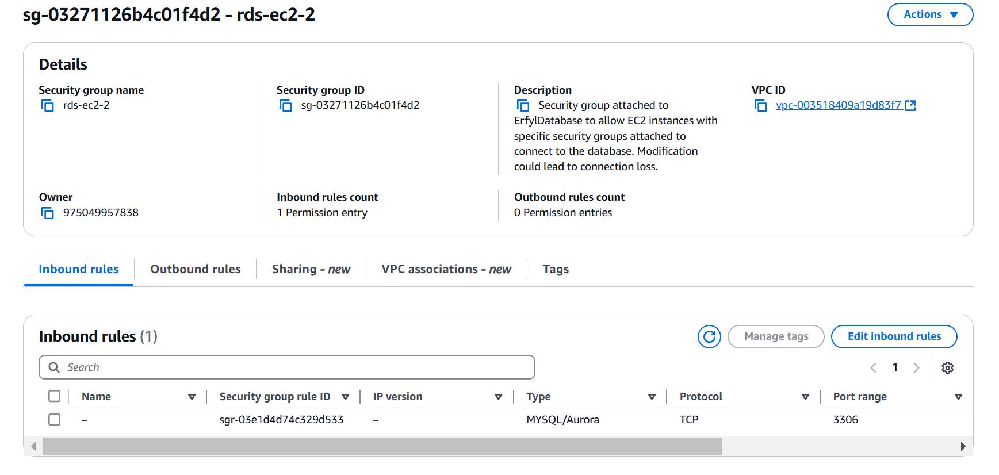 sg-03271126b4c01f4d2 - rds-ec2-2
Actions
Details
Security group name
rds-ec2-2
Security group ID
sg-03271126b4c01f4d2
Description
Security group attached to
ErfylDatabase to allow EC2 instances with
specific security groups attached to
connect to the database. Modification
could lead to connection loss.
VPC ID
vpc-003518409a19d83f7
Owner
975049957838
Inbound rules count
1 Permission entry
Outbound rules count
0 Permission entries
Inbound rules
Outbound rules
Sharing - new
VPC associations - new
Tags
Inbound rules (1)
Manage tags
Edit inbound rules
Search
1
Name
Security group rule ID
IP version
Type
Protocol
Port range
–
sgr-03e1d4d74c329d533
–
MYSQL/Aurora
TCP
3306